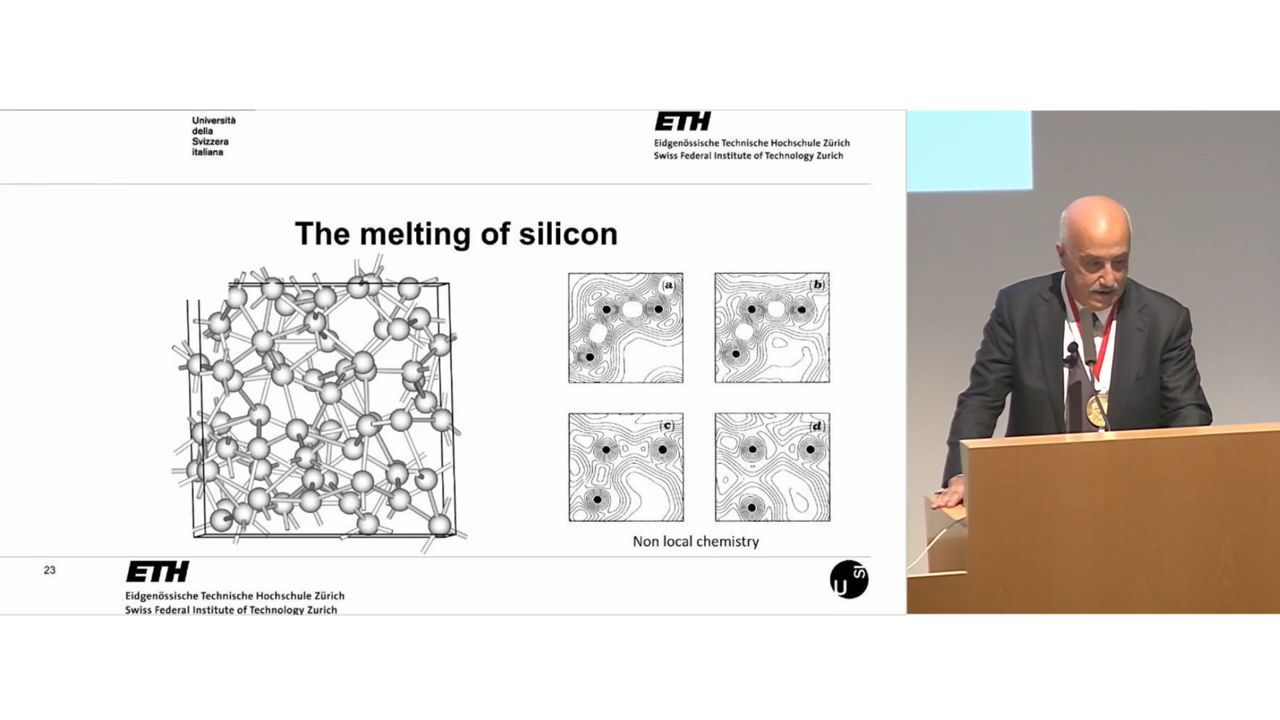 Università
della
Svizzera
italiana
ETH
Eidgenössische Technische Hochschule Zürich
Swiss Federal Institute of Technology Zurich
The melting of silicon
(a)
(b)
(c)
(d)
Non local chemistry
23
ETH
Eidgenössische Technische Hochschule Zürich
Swiss Federal Institute of Technology Zurich
U
SI